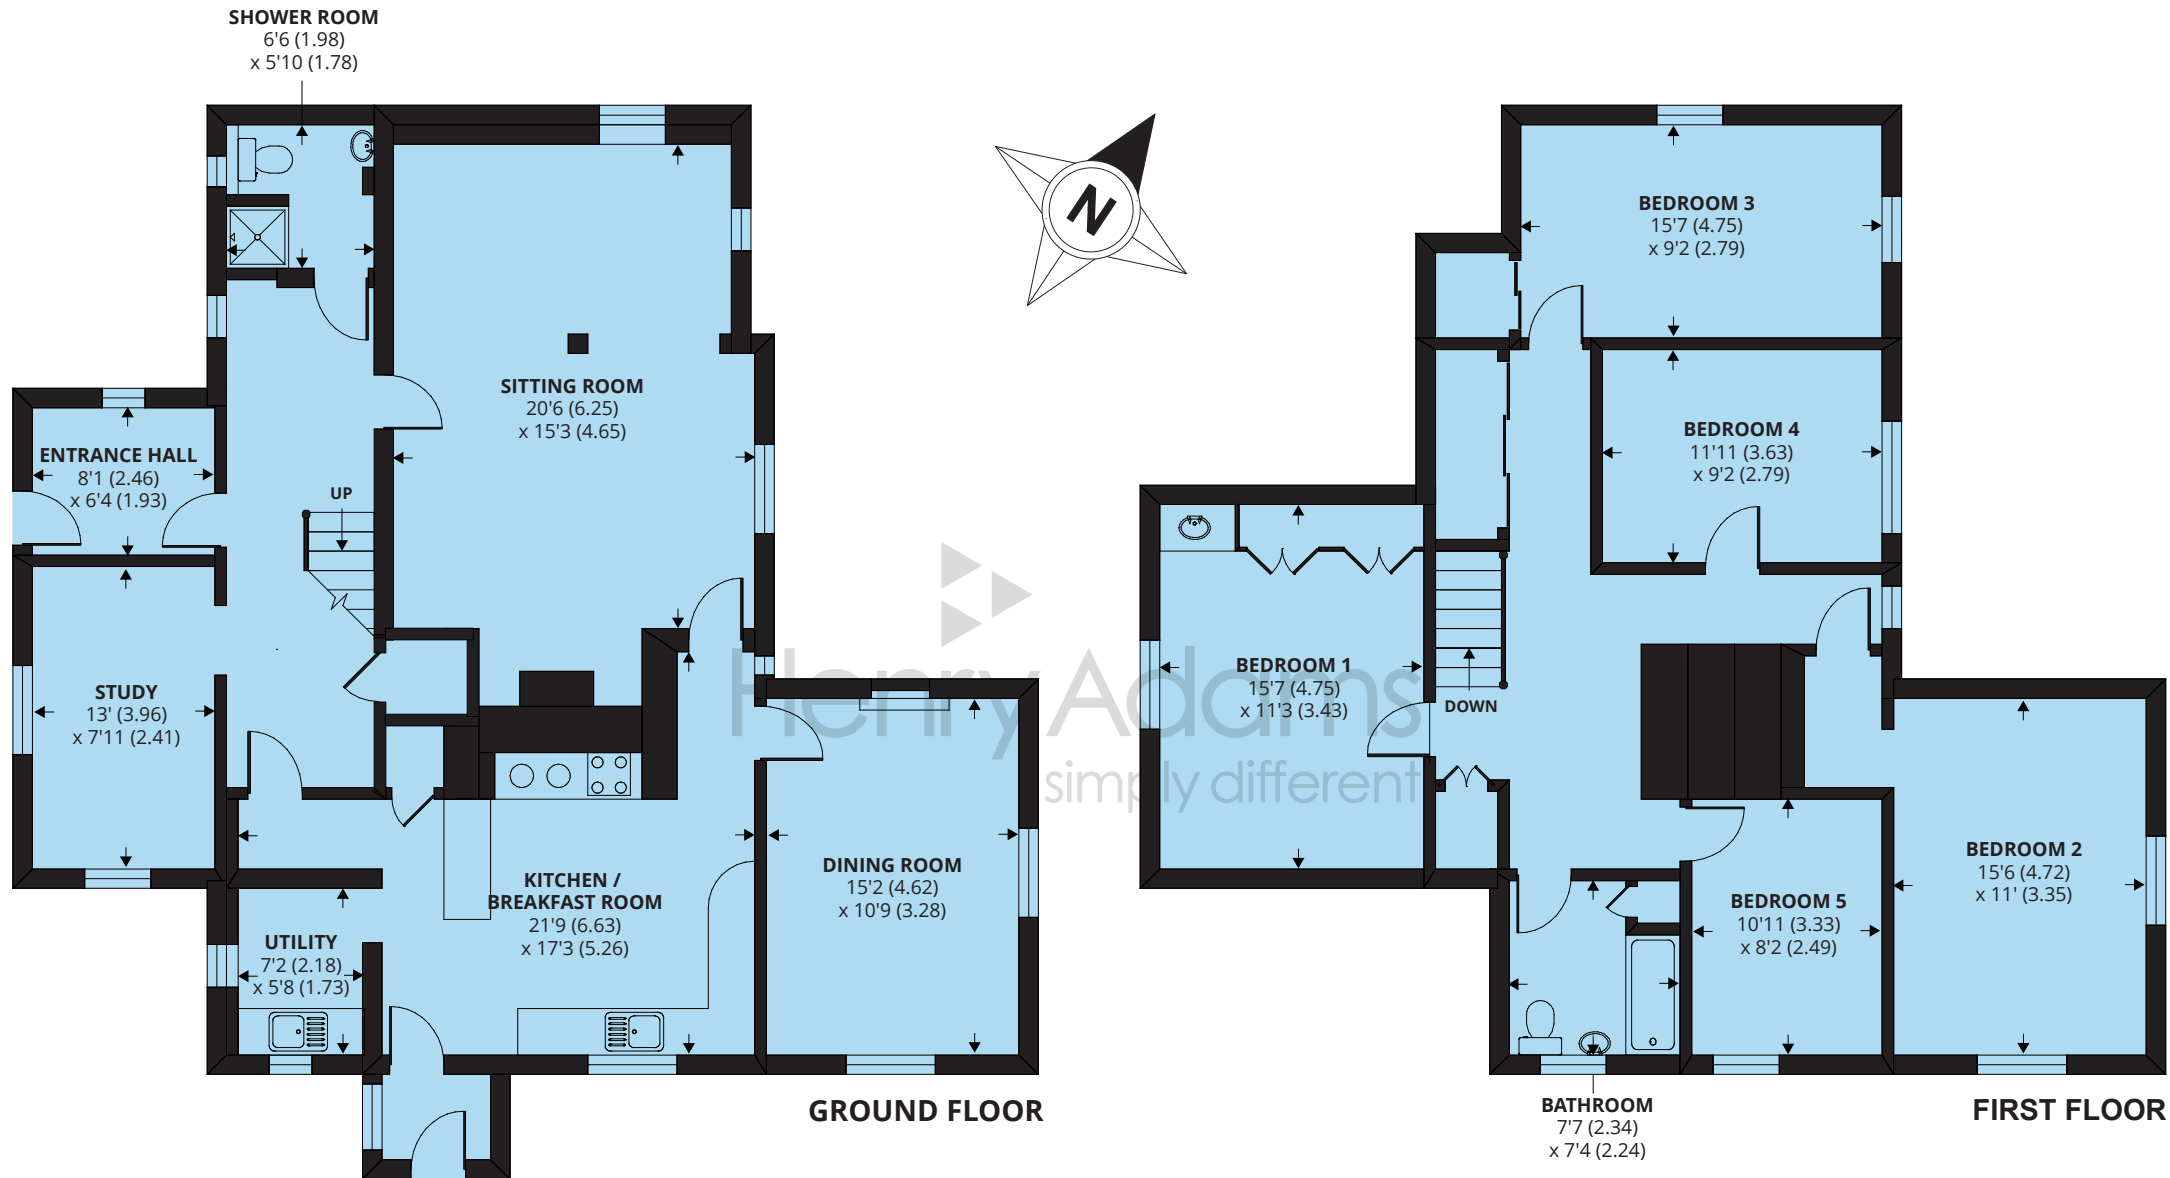 SHOWER ROOM
6'6 (1.98)
x 5'10 (1.78)
ENTRANCE HALL
8'1 (2.46)
x 6'4 (1.93)
UP
SITTING ROOM
20'6 (6.25)
x 15'3 (4.65)
STUDY
13' (3.96)
x 7'11 (2.41)
UTILITY
7'2 (2.18)
x 5'8 (1.73)
KITCHEN /
BREAKFAST ROOM
21'9 (6.63)
x 17'3 (5.26)
DINING ROOM
15'2 (4.62)
x 10'9 (3.28)
GROUND FLOOR
N
Henry Adams
simply different
BEDROOM 3
15'7 (4.75)
x 9'2 (2.79)
BEDROOM 4
11'11 (3.63)
x 9'2 (2.79)
BEDROOM 1
15'7 (4.75)
x 11'3 (3.43)
DOWN
BEDROOM 2
15'6 (4.72)
x 11' (3.35)
BEDROOM 5
10'11 (3.33)
x 8'2 (2.49)
BATHROOM
7'7 (2.34)
x 7'4 (2.24)
FIRST FLOOR